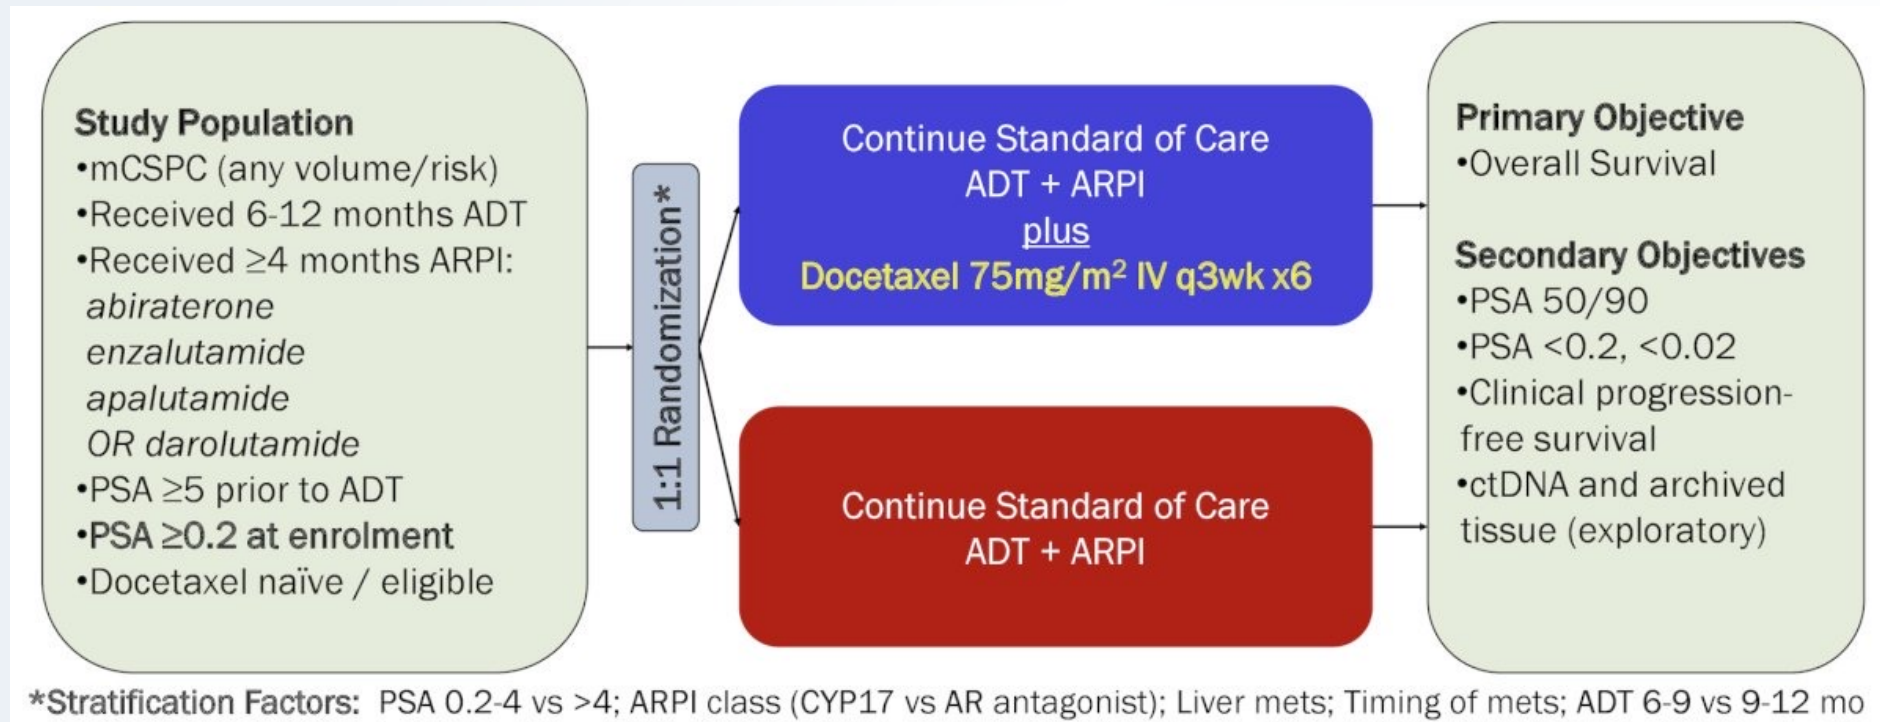 Study Population
•mCSPC (any volume/risk)
•Received 6-12 months ADT
•Received ≥4 months ARPI:
abiraterone
enzalutamide
apalutamide
OR darolutamide
•PSA ≥5 prior to ADT
•PSA ≥0.2 at enrolment
•Docetaxel naïve / eligible
1:1 Randomization*
Continue Standard of Care
ADT + ARPI
plus
Docetaxel 75mg/m² IV q3wk x6
Continue Standard of Care
ADT + ARPI
Primary Objective
•Overall Survival
Secondary Objectives
•PSA 50/90
•PSA <0.2, <0.02
•Clinical progression-
free survival
•ctDNA and archived
tissue (exploratory)
*Stratification Factors: PSA 0.2-4 vs >4; ARPI class (CYP17 vs AR antagonist); Liver mets; Timing of mets; ADT 6-9 vs 9-12 mo